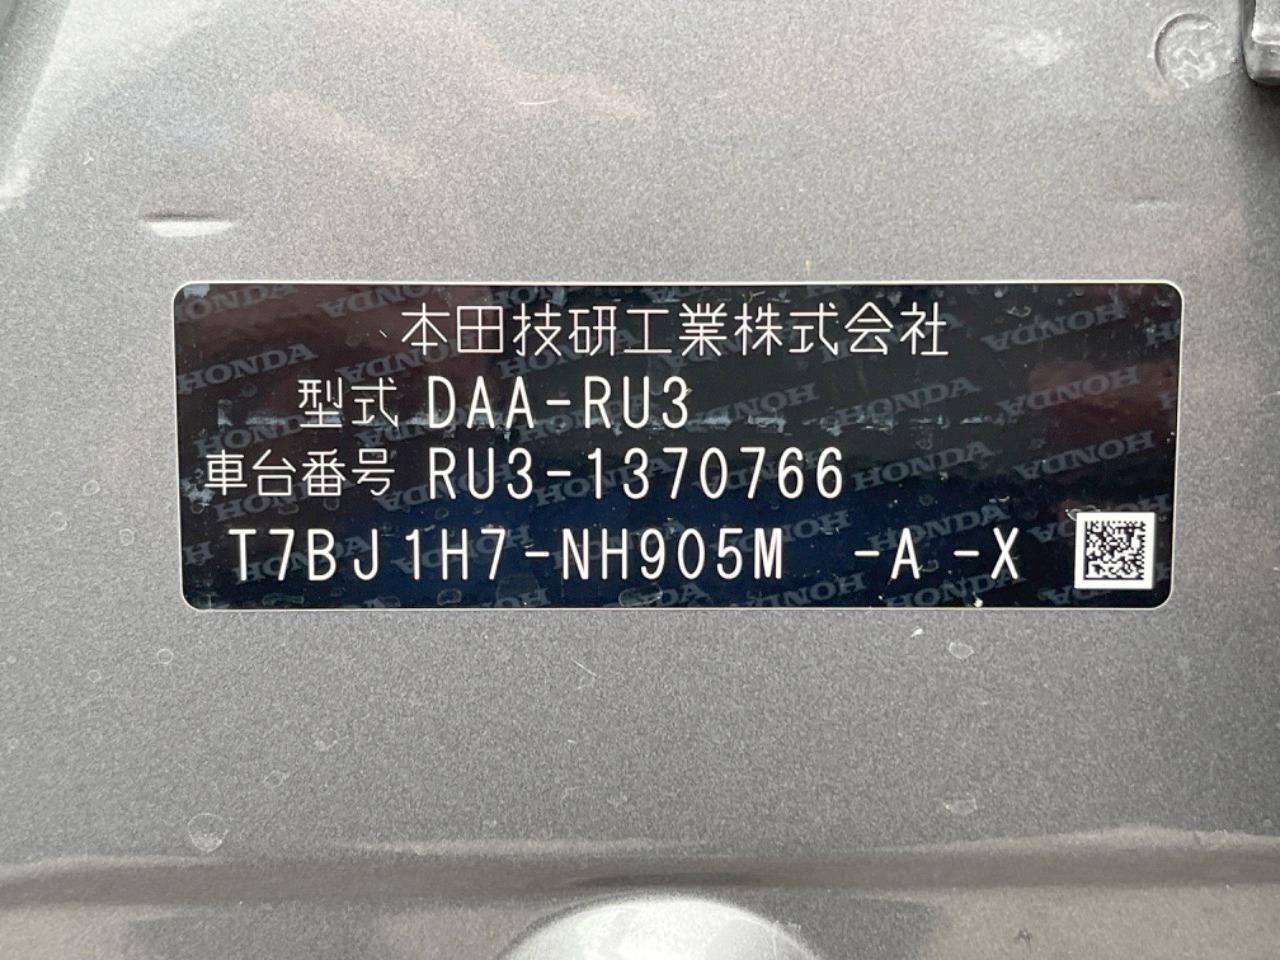 本田技研工業株式会社
型式 DAA-RU3
車台番号 RU3-1370766
T7BJ1H7-NH905M -A-X